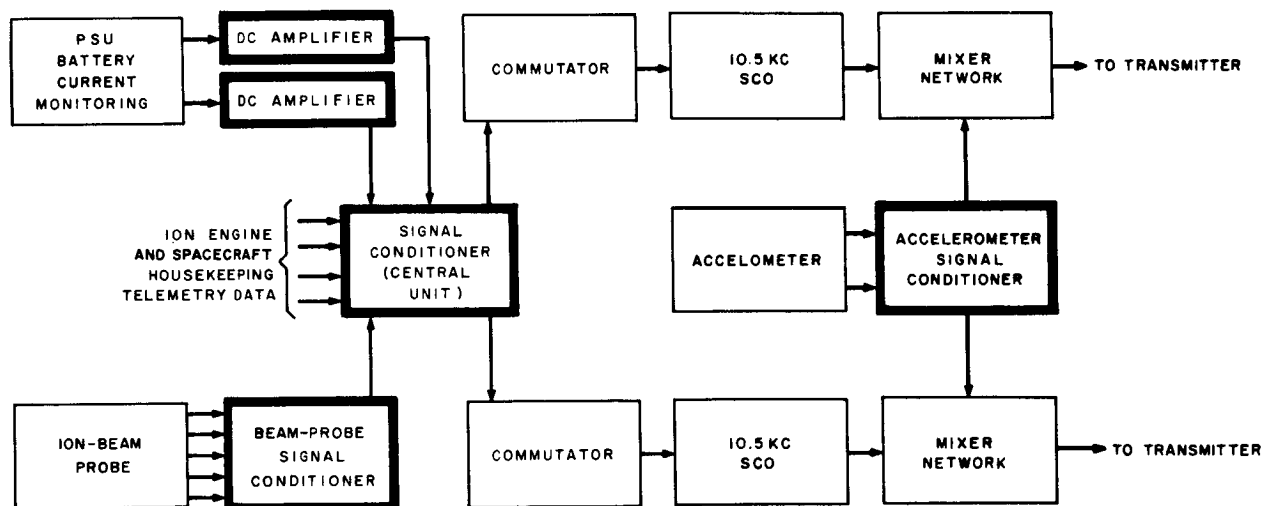 PSU
BATTERY
CURRENT
MONITORING
DC AMPLIFIER
DC AMPLIFIER
COMMUTATOR
10.5 KC
SCO
MIXER
NETWORK
TO TRANSMITTER
ION ENGINE
AND SPACECRAFT
HOUSEKEEPING
TELEMETRY DATA
SIGNAL
CONDITIONER
(CENTRAL
UNIT)
ACCELOMETER
ACCELEROMETER
SIGNAL
CONDITIONER
ION-BEAM
PROBE
BEAM-PROBE
SIGNAL
CONDITIONER
COMMUTATOR
10.5 KC
SCO
MIXER
NETWORK
TO TRANSMITTER